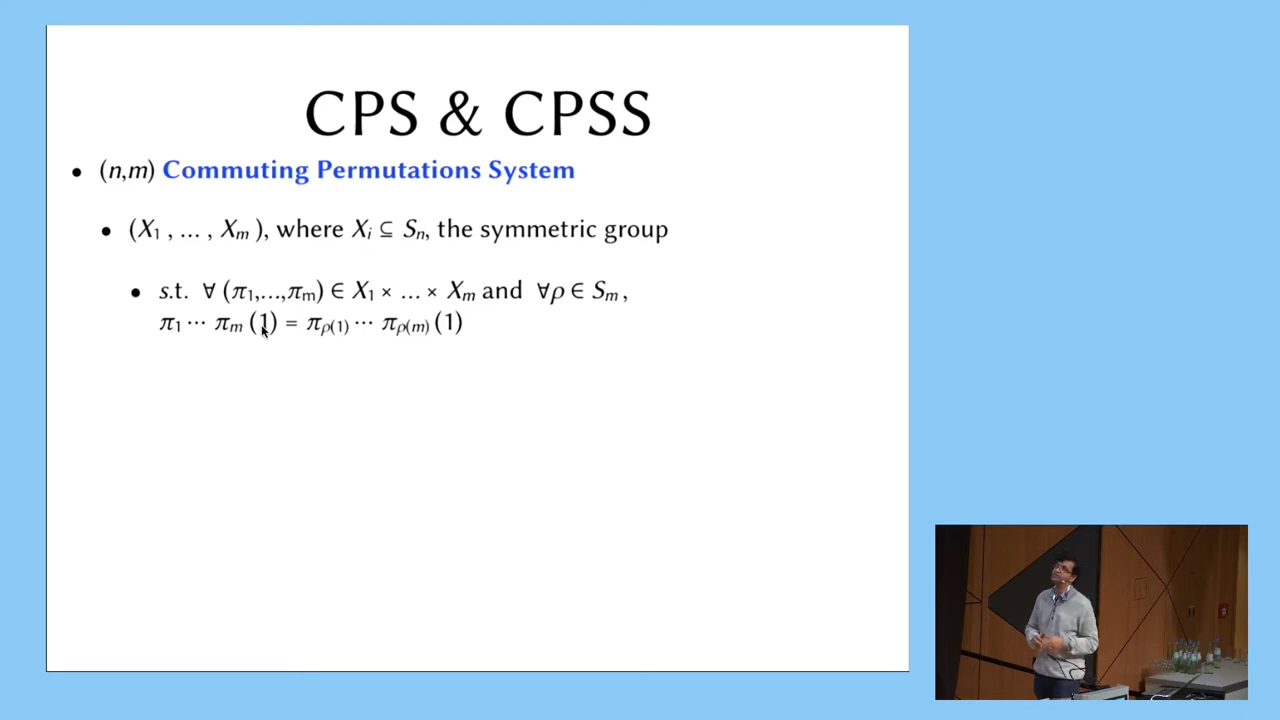 CPS & CPSS
• (n,m) Commuting Permutations System
• (X₁ , ... , Xₘ ), where Xᵢ ⊆ Sₙ, the symmetric group
• s.t. ∀ (π₁,...,πₘ) ∈ X₁ × ... × Xₘ and ∀ρ ∈ Sₘ ,
π₁ ⋯ πₘ (1) = π_ρ(1) ⋯ π_ρ(m) (1)